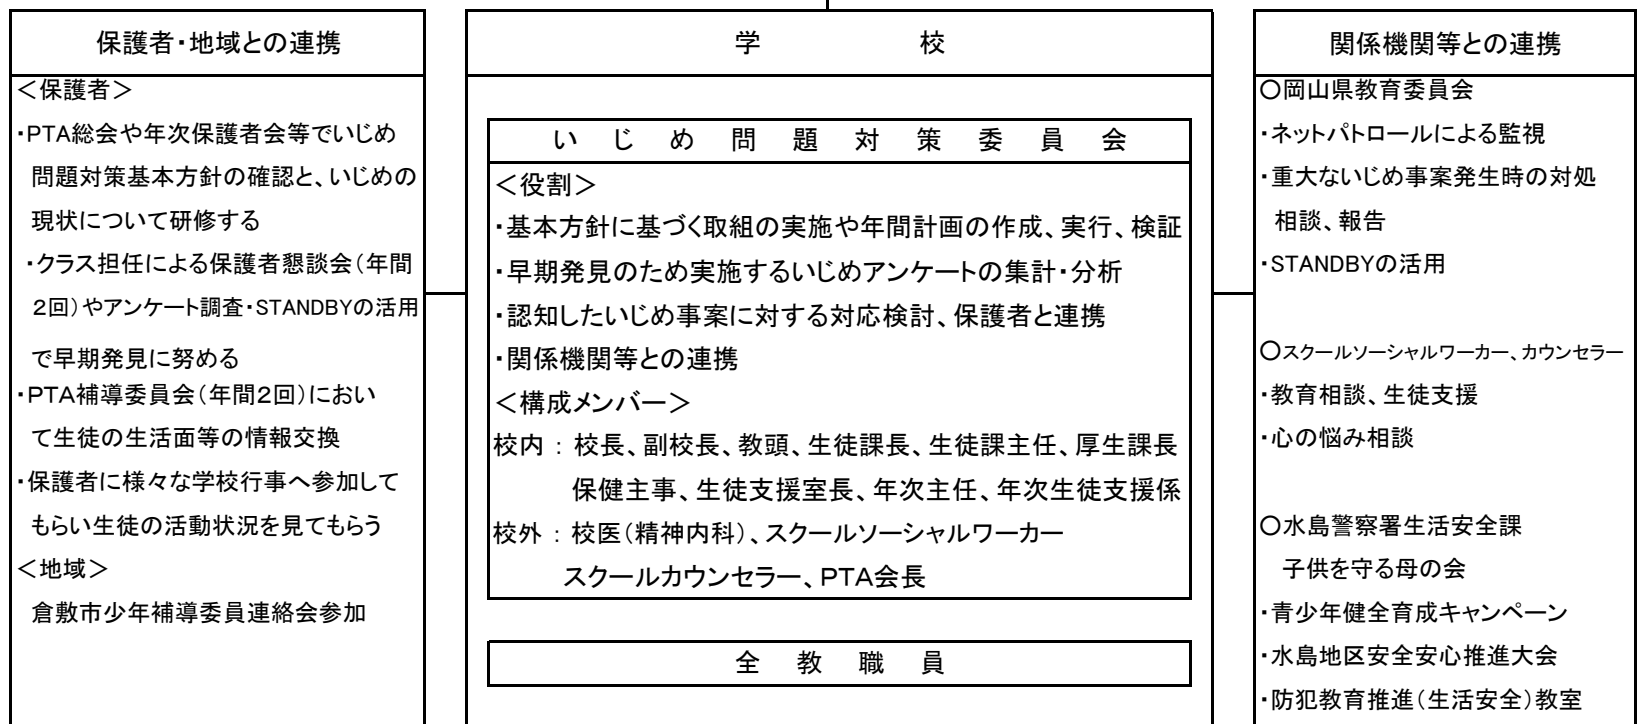 保護者・地域との連携
＜保護者＞
・PTA総会や年次保護者会等でいじめ
問題対策基本方針の確認と、いじめの
現状について研修する
・クラス担任による保護者懇談会（年間
２回）やアンケート調査・STANDBYの活用
で早期発見に努める
・PTA補導委員会（年間２回）におい
て生徒の生活面等の情報交換
・保護者に様々な学校行事へ参加して
もらい生徒の活動状況を見てもらう
＜地域＞
倉敷市少年補導委員連絡会参加
学　校
いじめ問題対策委員会
＜役割＞
・基本方針に基づく取組の実施や年間計画の作成、実行、検証
・早期発見のため実施するいじめアンケートの集計・分析
・認知したいじめ事案に対する対応検討、保護者と連携
・関係機関等との連携
＜構成メンバー＞
校内：校長、副校長、教頭、生徒課長、生徒課主任、厚生課長
保健主事、生徒支援室長、年次主任、年次生徒支援係
校外：校医（精神内科）、スクールソーシャルワーカー
スクールカウンセラー、PTA会長
全教職員
関係機関等との連携
○岡山県教育委員会
・ネットパトロールによる監視
・重大ないじめ事案発生時の対処
相談、報告
・STANDBYの活用
○スクールソーシャルワーカー、カウンセラー
・教育相談、生徒支援
・心の悩み相談
○水島警察署生活安全課
子供を守る母の会
・青少年健全育成キャンペーン
・水島地区安全安心推進大会
・防犯教育推進（生活安全）教室